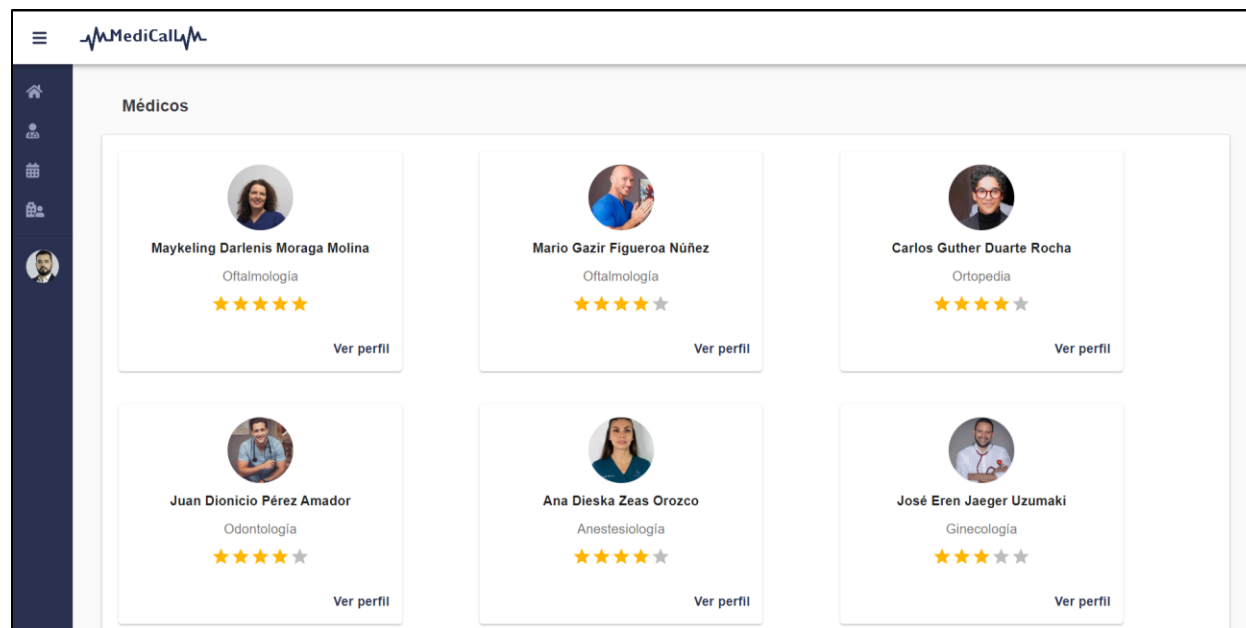 MediCall
Médicos
Maykeling Darlenis Moraga Molina
Oftalmología
Ver perfil
Mario Gazir Figueroa Núñez
Oftalmología
Ver perfil
Carlos Guther Duarte Rocha
Ortopedia
Ver perfil
Juan Dionicio Pérez Amador
Odontología
Ver perfil
Ana Dieska Zeas Orozco
Anestesiología
Ver perfil
José Eren Jaeger Uzumaki
Ginecología
Ver perfil